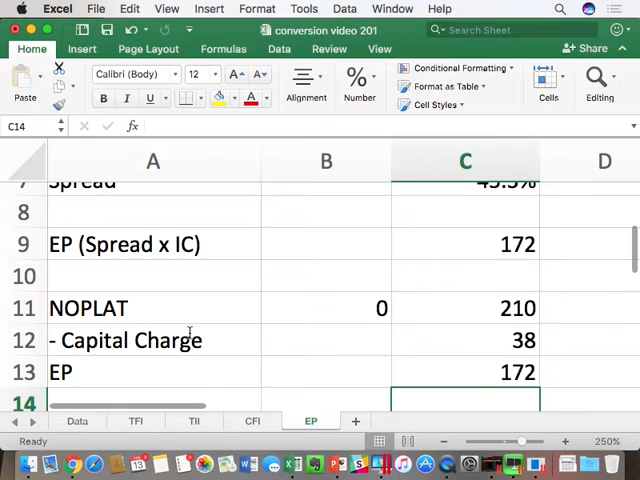 Excel File Edit View Insert Format Tools Data Window Help
conversion video 201
Search Sheet
Home Insert Page Layout Formulas Data Review View Share
Paste Calibri (Body) 12 A A Alignment % Number Conditional Formatting Format as Table Cell Styles Cells Editing
B I U A
C14 fx
A B C D
7 Spread 45.5%
8
9 EP (Spread x IC) 172
10
11 NOPLAT 0 210
12 - Capital Charge 38
13 EP 172
14
Data TFI TII CFI EP +
Ready 250%